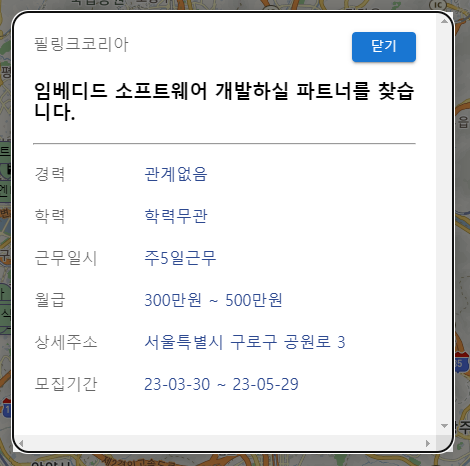 필링크코리아
닫기
임베디드 소프트웨어 개발하실 파트너를 찾습
니다.
경력 관계없음
학력 학력무관
근무일시 주5일근무
월급 300만원 ~ 500만원
상세주소 서울특별시 구로구 공원로 3
모집기간 23-03-30 ~ 23-05-29